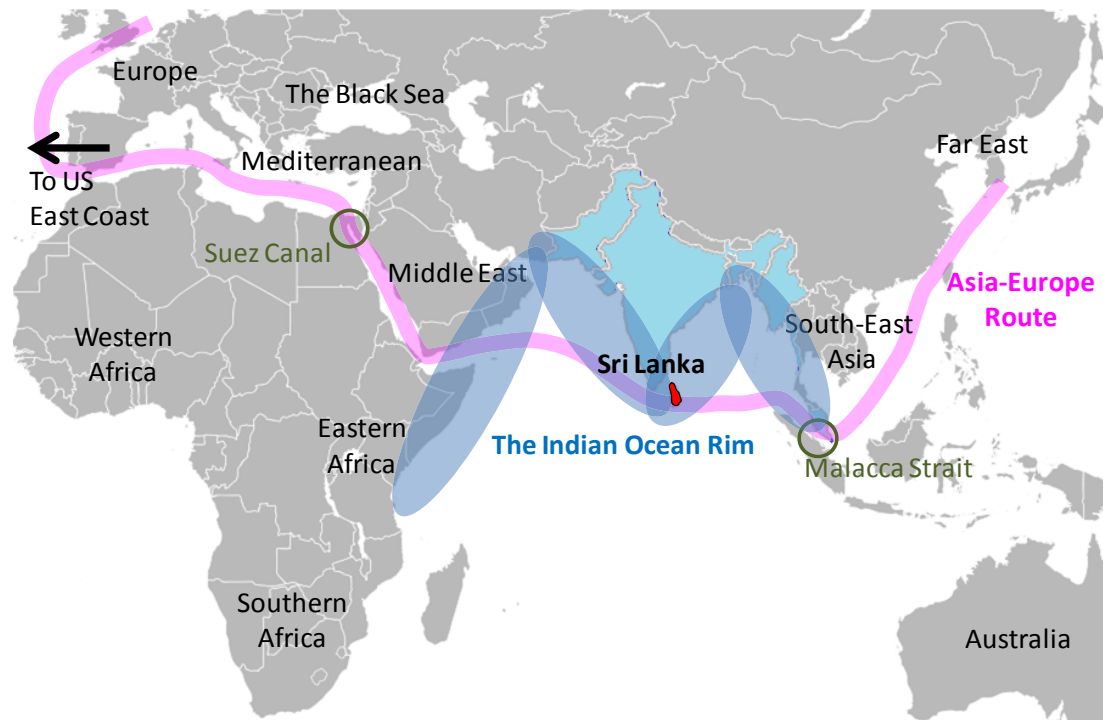 Europe
The Black Sea
Far East
Mediterranean
To US
East Coast
Suez Canal
Middle East
Asia-Europe
Route
Western
Africa
South-East
Asia
Sri Lanka
Eastern
Africa
The Indian Ocean Rim
Malacca Strait
Southern
Africa
Australia